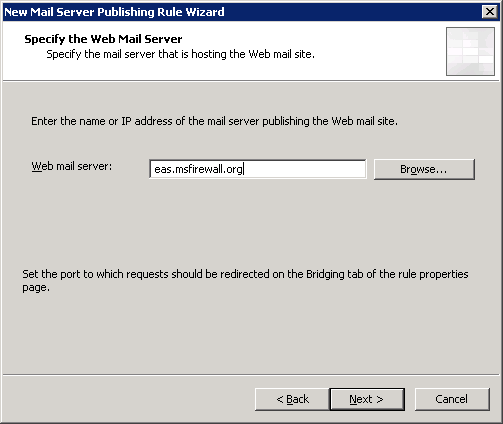 New Mail Server Publishing Rule Wizard
Specify the Web Mail Server
Specify the mail server that is hosting the Web mail site.
Enter the name or IP address of the mail server publishing the Web mail site.
Web mail server:
eas.msfirewall.org
Browse...
Set the port to which requests should be redirected on the Bridging tab of the rule properties
page.
< Back
Next >
Cancel